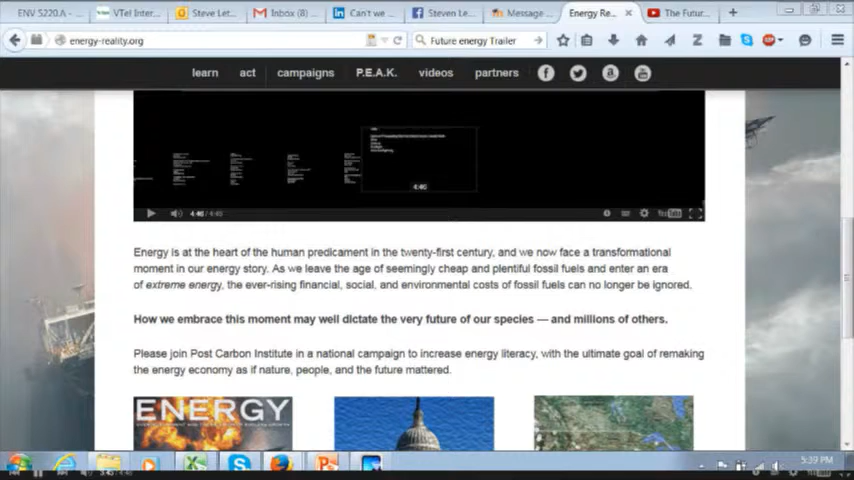 ENV 5220.A - ...
VTel Inter...
Steve Let...
Inbox (8) ...
Can't we ...
Steven Le...
Message ...
Energy Re...
The Futur...
energy-reality.org
Future energy Trailer
learn act campaigns P.E.A.K. videos partners
4:40
Energy is at the heart of the human predicament in the twenty-first century, and we now face a transformational
moment in our energy story. As we leave the age of seemingly cheap and plentiful fossil fuels and enter an era
of extreme energy, the ever-rising financial, social, and environmental costs of fossil fuels can no longer be ignored.
How we embrace this moment may well dictate the very future of our species — and millions of others.
Please join Post Carbon Institute in a national campaign to increase energy literacy, with the ultimate goal of remaking
the energy economy as if nature, people, and the future mattered.
ENERGY
5:39 PM